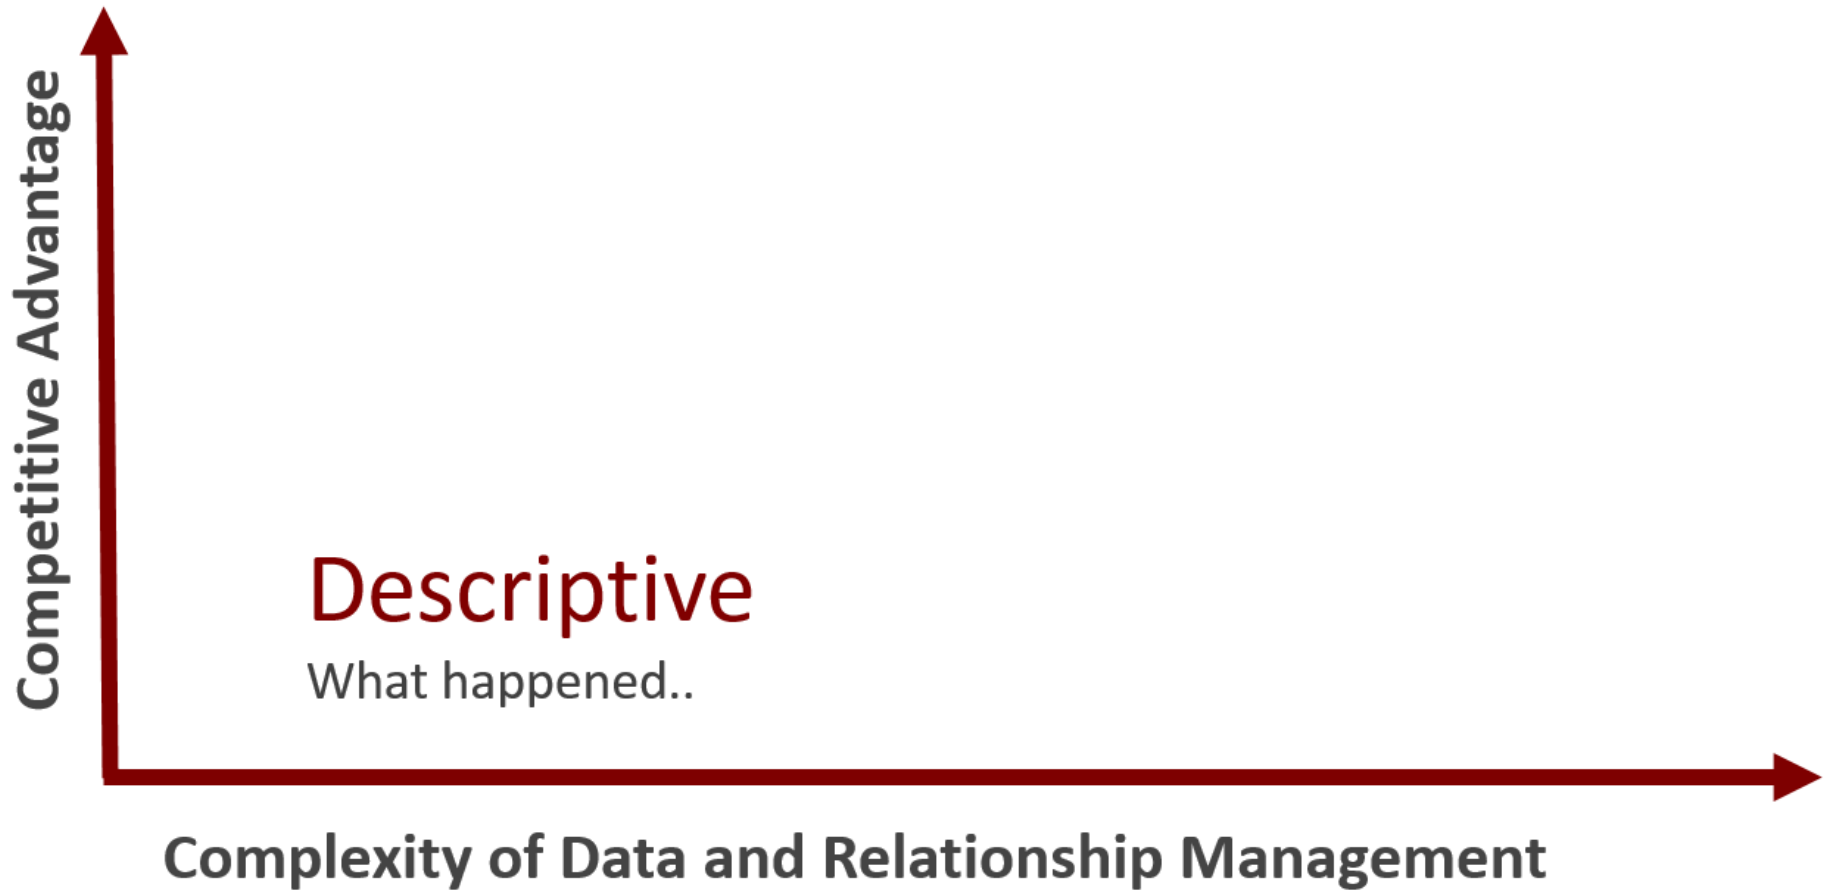 Competitive Advantage
Descriptive
What happened..
Complexity of Data and Relationship Management